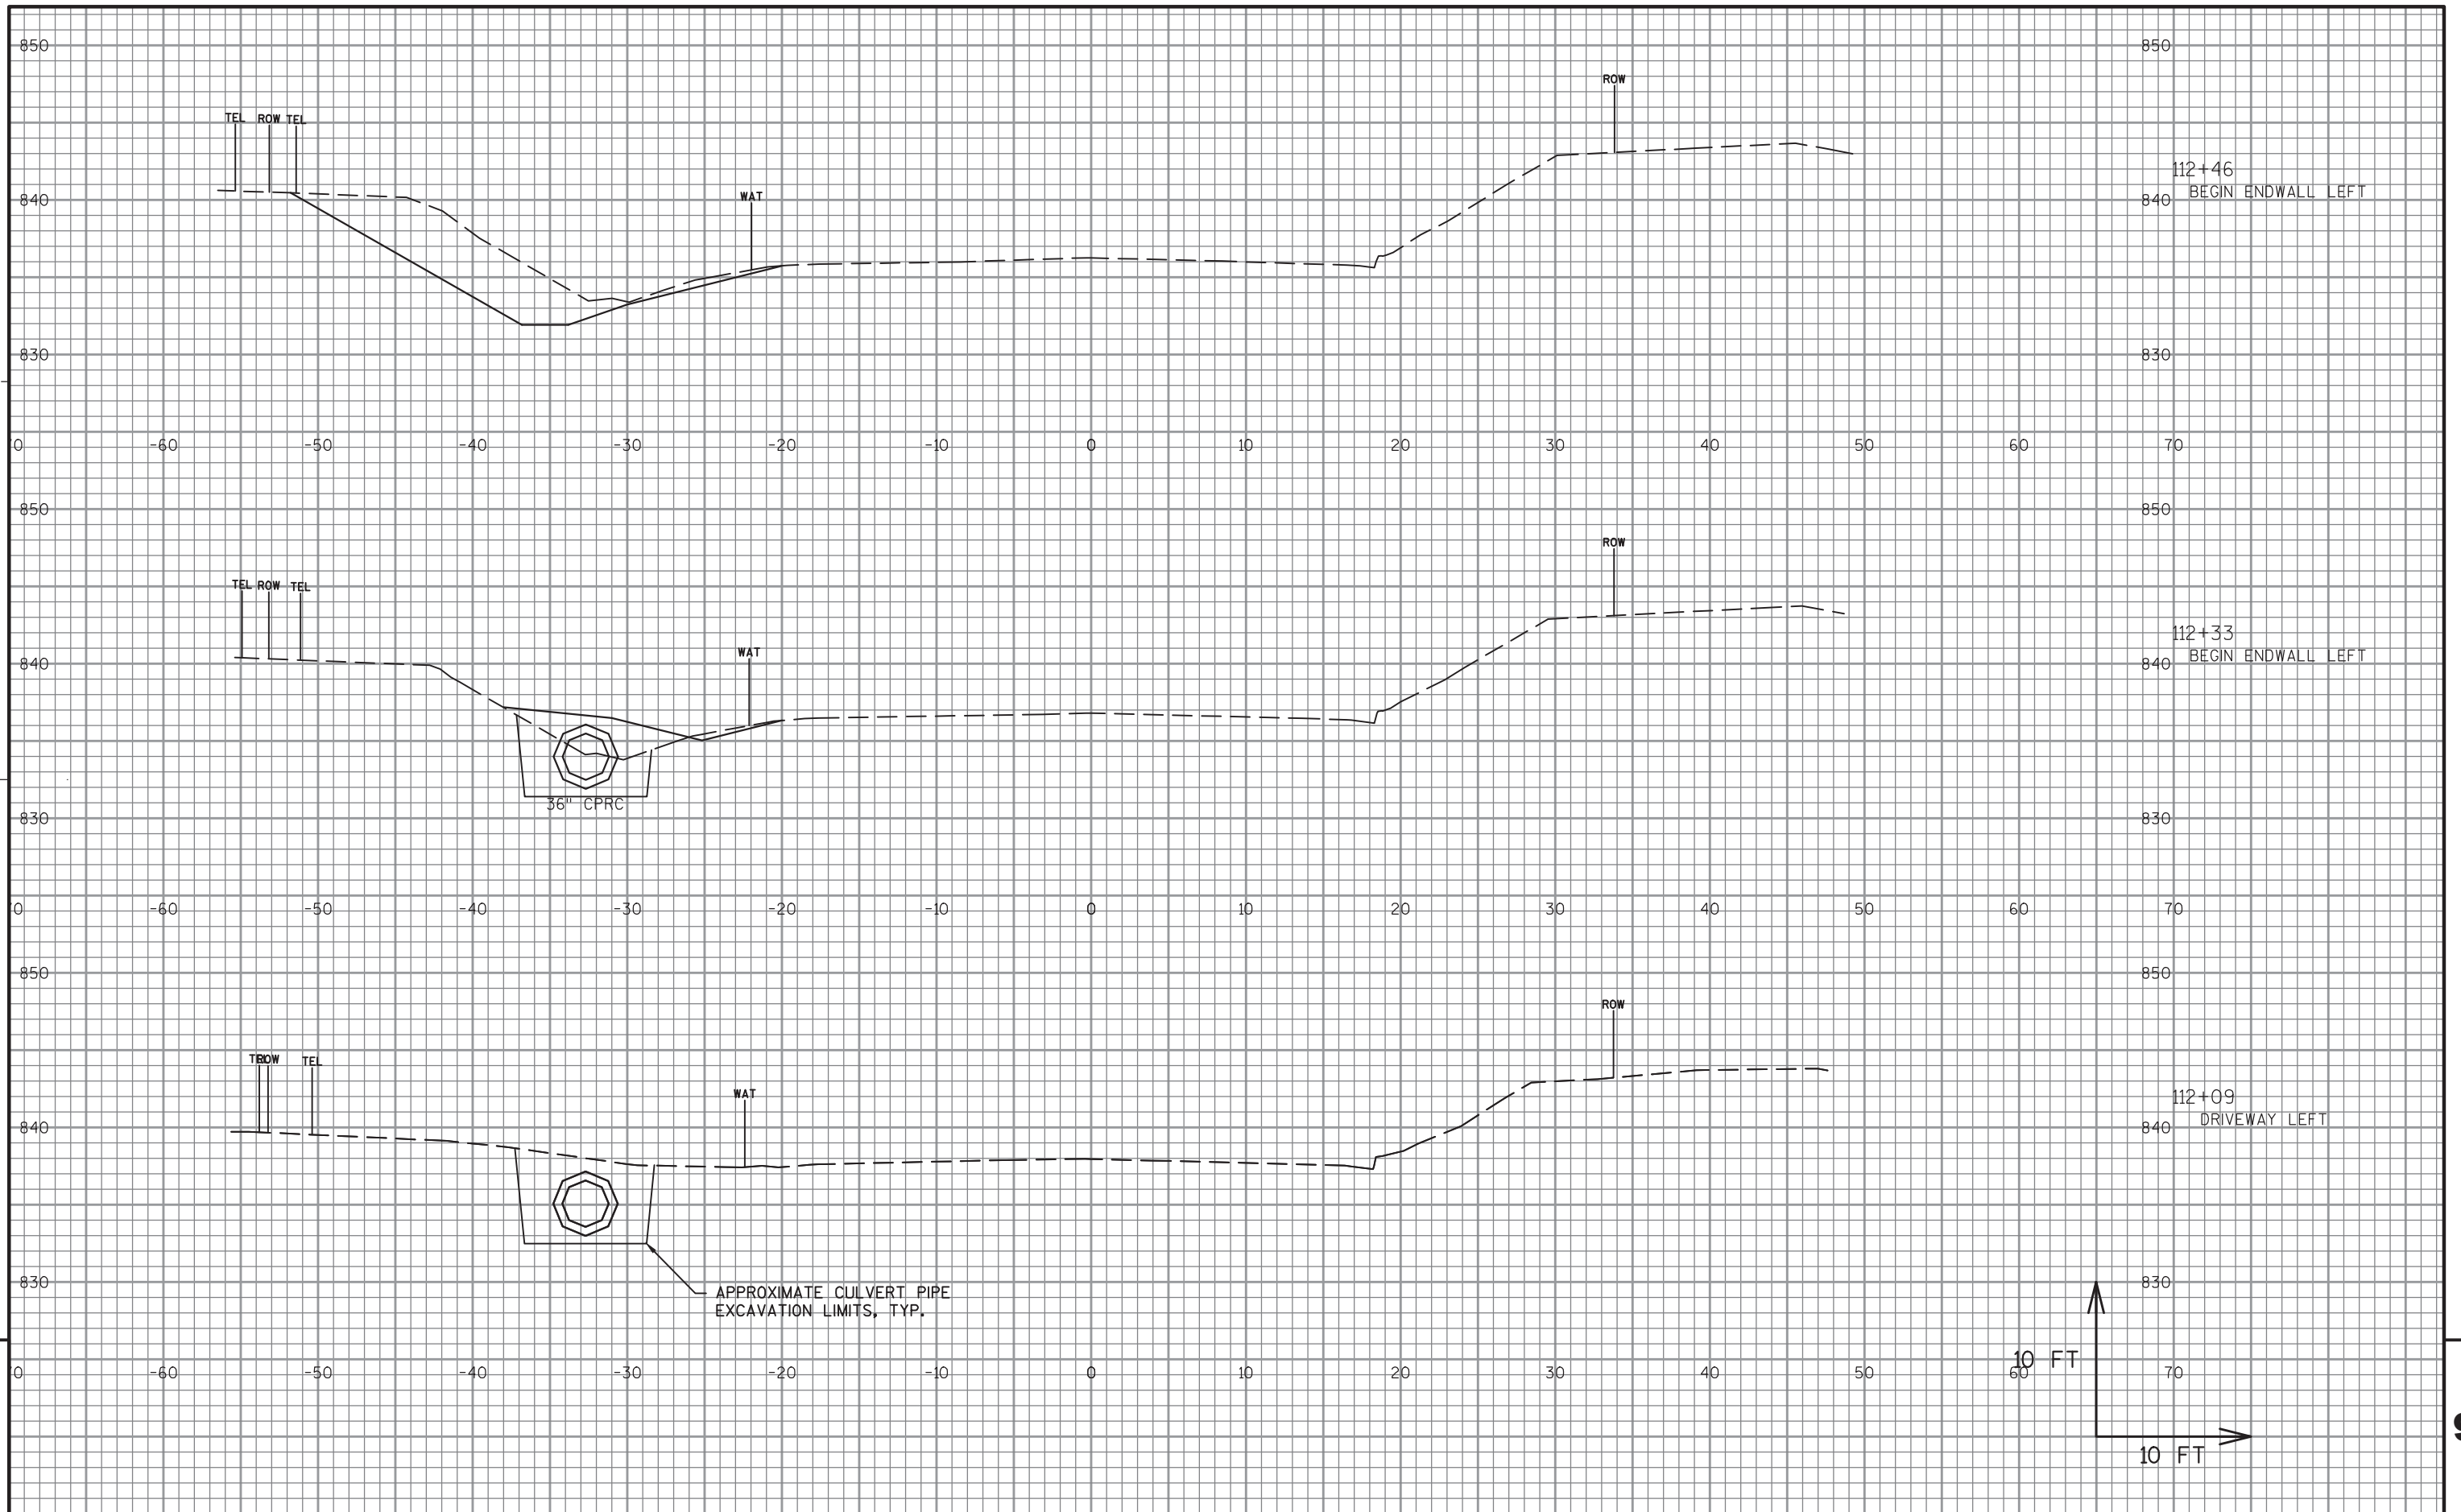 850 850
ROW
TEL ROW TEL
112+46
WAT
840 840 BEGIN ENDWALL LEFT
830 830
0 -60 -50 -40 -30 -20 -10 0 10 20 30 40 50 60 70
850 850
ROW
TEL ROW TEL
112+33
WAT
840 840 BEGIN ENDWALL LEFT
36" CPRC
830 830
0 -60 -50 -40 -30 -20 -10 0 10 20 30 40 50 60 70
850 850
ROW
TEL ROW TEL
WAT
112+09
840 840 DRIVEWAY LEFT
830 830
APPROXIMATE CULVERT PIPE
EXCAVATION LIMITS, TYP.
10 FT
0 -60 -50 -40 -30 -20 -10 0 10 20 30 40 50 60 70
10 FT